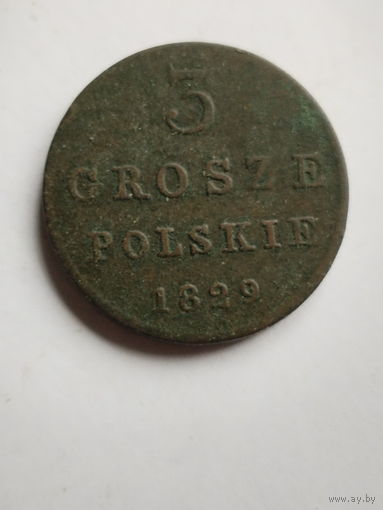 3
GROSZE
POLSKIE
1829
ay.by